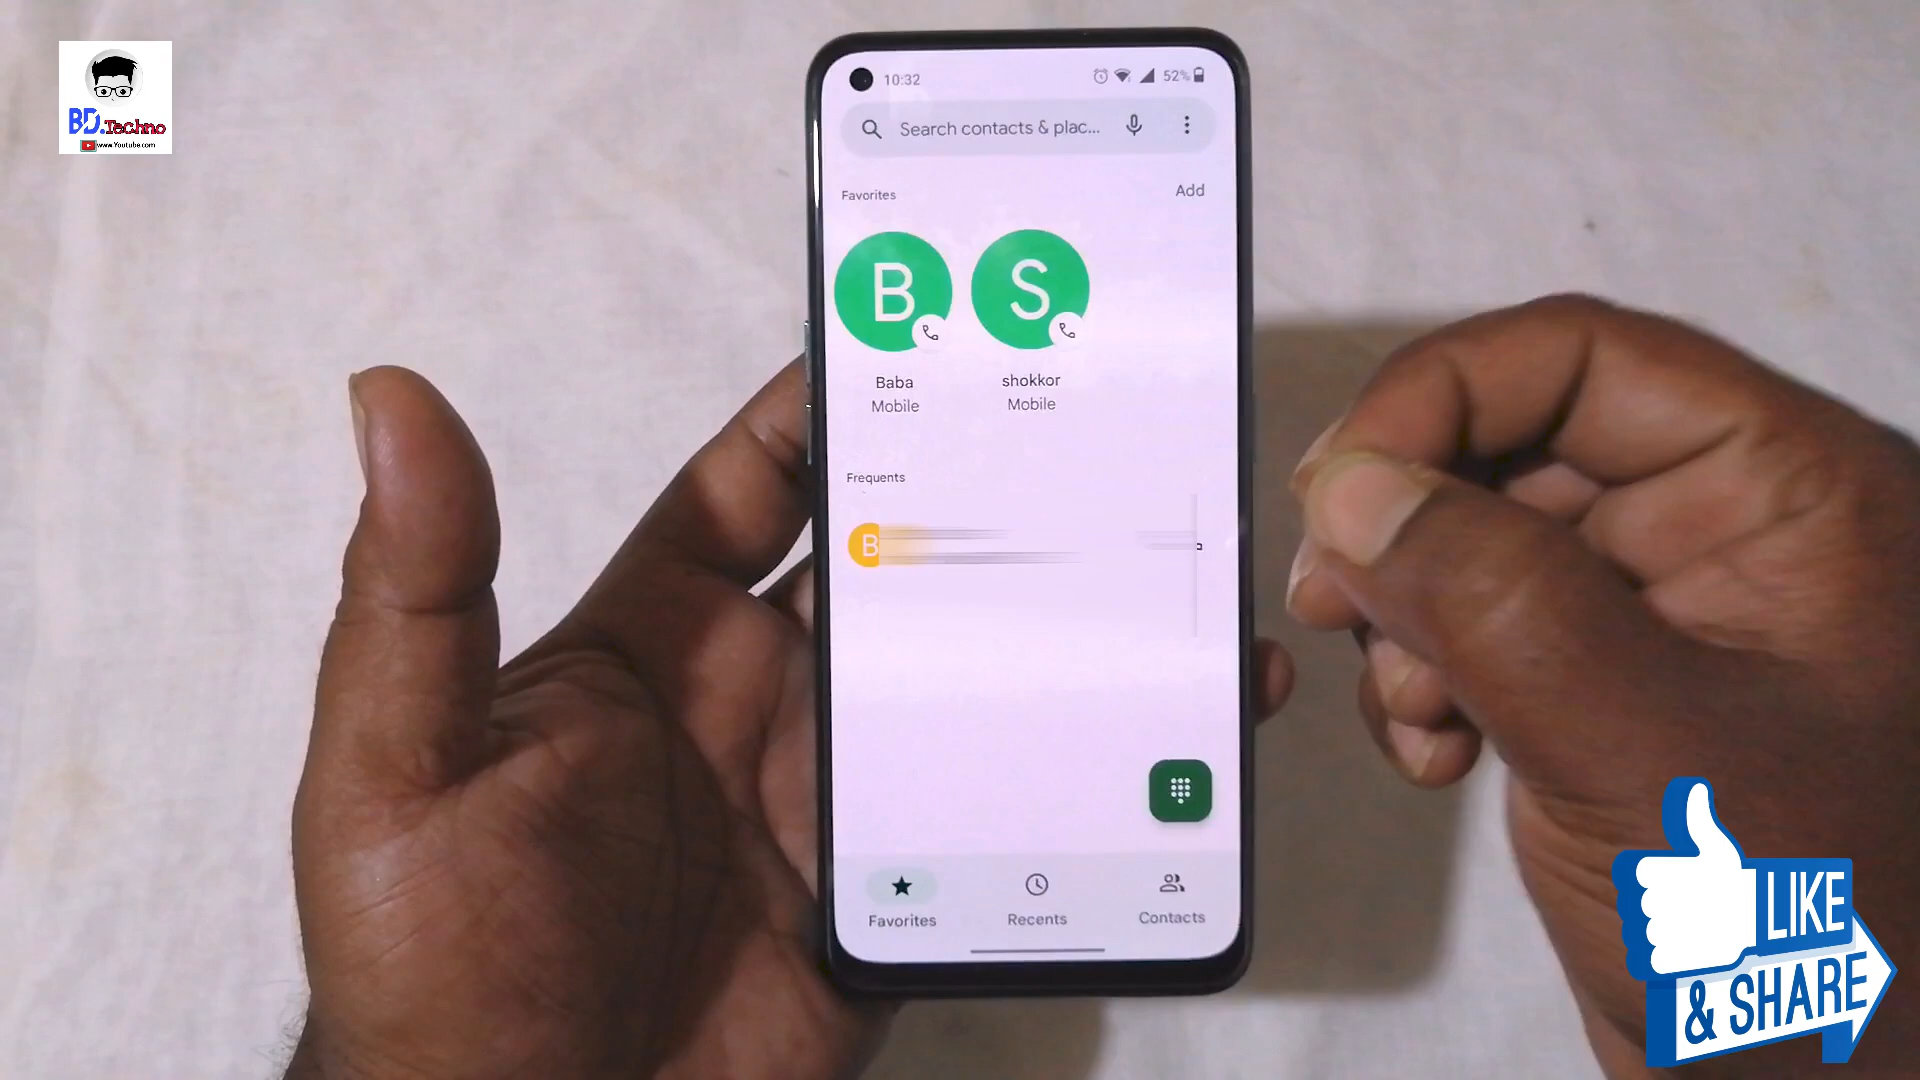 BD.Techno
www.Youtube.com
10:32
52%
Search contacts & plac...
Favorites
Add
B
S
Baba
shokkor
Mobile
Mobile
Frequents
B
Favorites
Recents
Contacts
LIKE
& SHARE